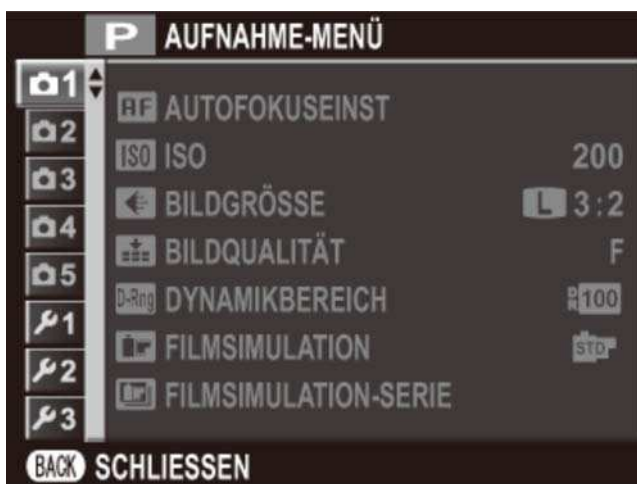 P AUFNAHME-MENÜ
1
2
3
4
5
1
2
3
AF AUTOFOKUSEINST
ISO ISO 200
BILDGRÖSSE L 3:2
BILDQUALITÄT F
D-Rng DYNAMIKBEREICH DR100
FILMSIMULATION STD
FILMSIMULATION-SERIE
BACK SCHLIESSEN